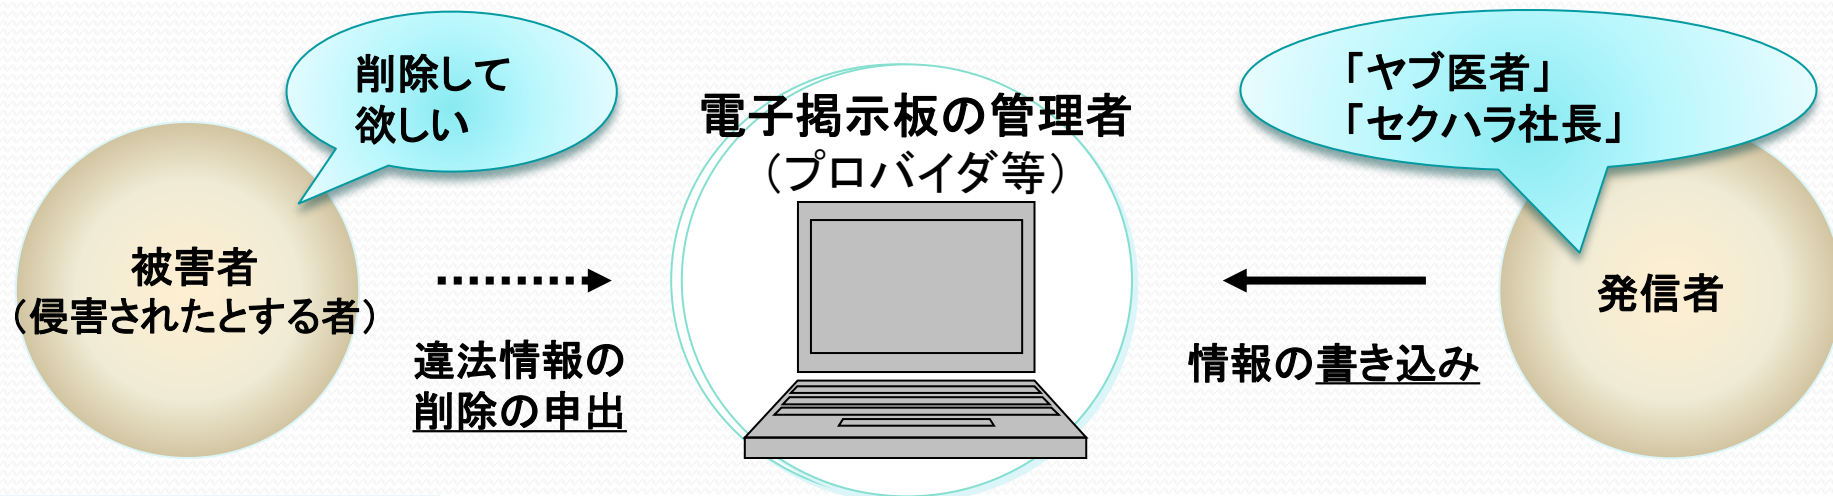 削除して
欲しい
被害者
（侵害されたとする者）
違法情報の
削除の申出
電子掲示板の管理者
（プロバイダ等）
「ヤブ医者」
「セクハラ社長」
発信者
情報の書き込み